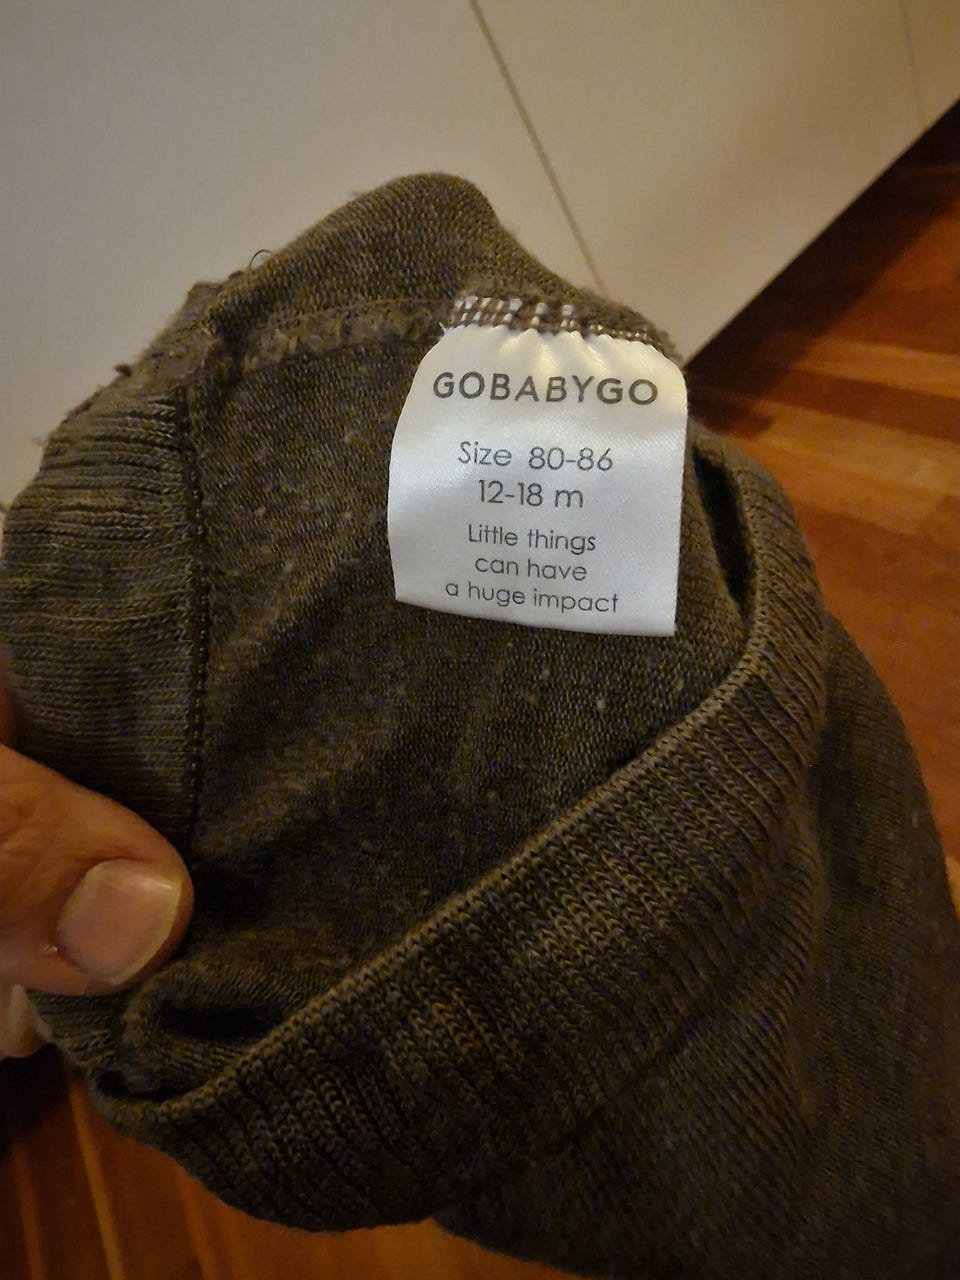 GOBABYGO
Size 80-86
12-18 m
Little things
can have
a huge impact